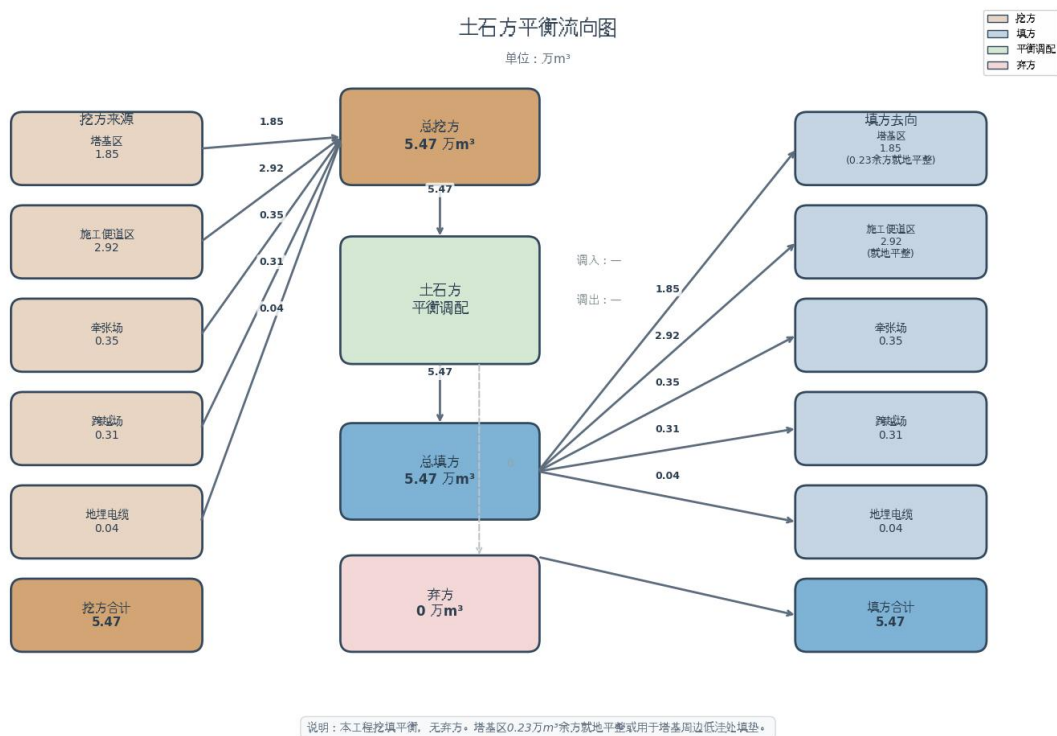 土石方平衡流向图
单位：万m³
挖方
填方
平衡调配
弃方
挖方来源
塔基区
1.85
施工便道区
2.92
牵张场
0.35
跨越场
0.31
地埋电缆
0.04
挖方合计
5.47
1.85
2.92
0.35
0.31
0.04
总挖方
5.47 万m³
5.47
土石方
平衡调配
5.47
总填方
5.47 万m³
0
弃方
0 万m³
调入：—
调出：—
1.85
2.92
0.35
0.31
0.04
填方去向
塔基区
1.85
(0.23余方就地平整)
施工便道区
2.92
(就地平整)
牵张场
0.35
跨越场
0.31
地埋电缆
0.04
填方合计
5.47
说明：本工程挖填平衡，无弃方。塔基区0.23万m³余方就地平整或用于塔基周边低洼处填垫。